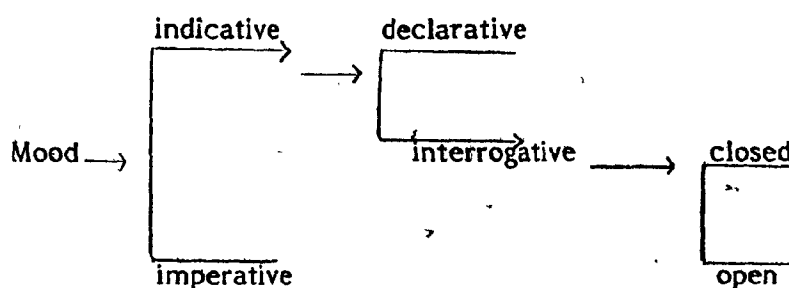 indicative declarative
Mood interrogative closed
imperative open